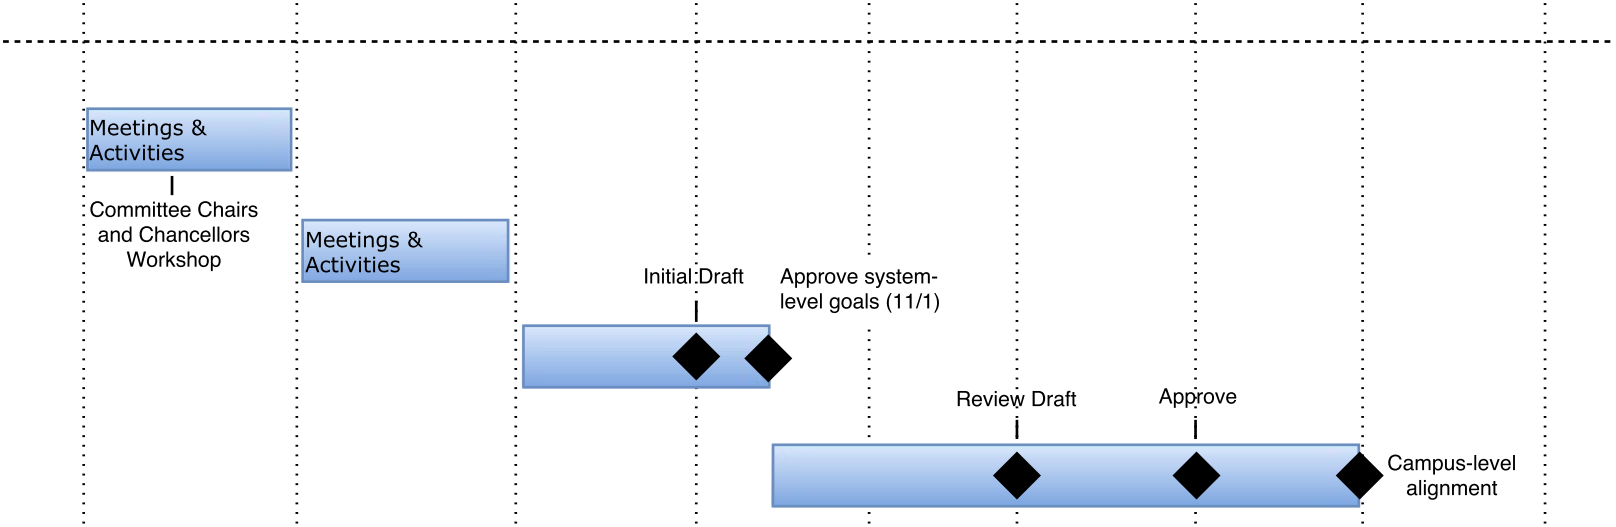 Meetings &
Activities
Committee Chairs
and Chancellors
Workshop
Meetings &
Activities
Initial Draft
Approve system-
level goals (11/1)
Review Draft
Approve
Campus-level
alignment